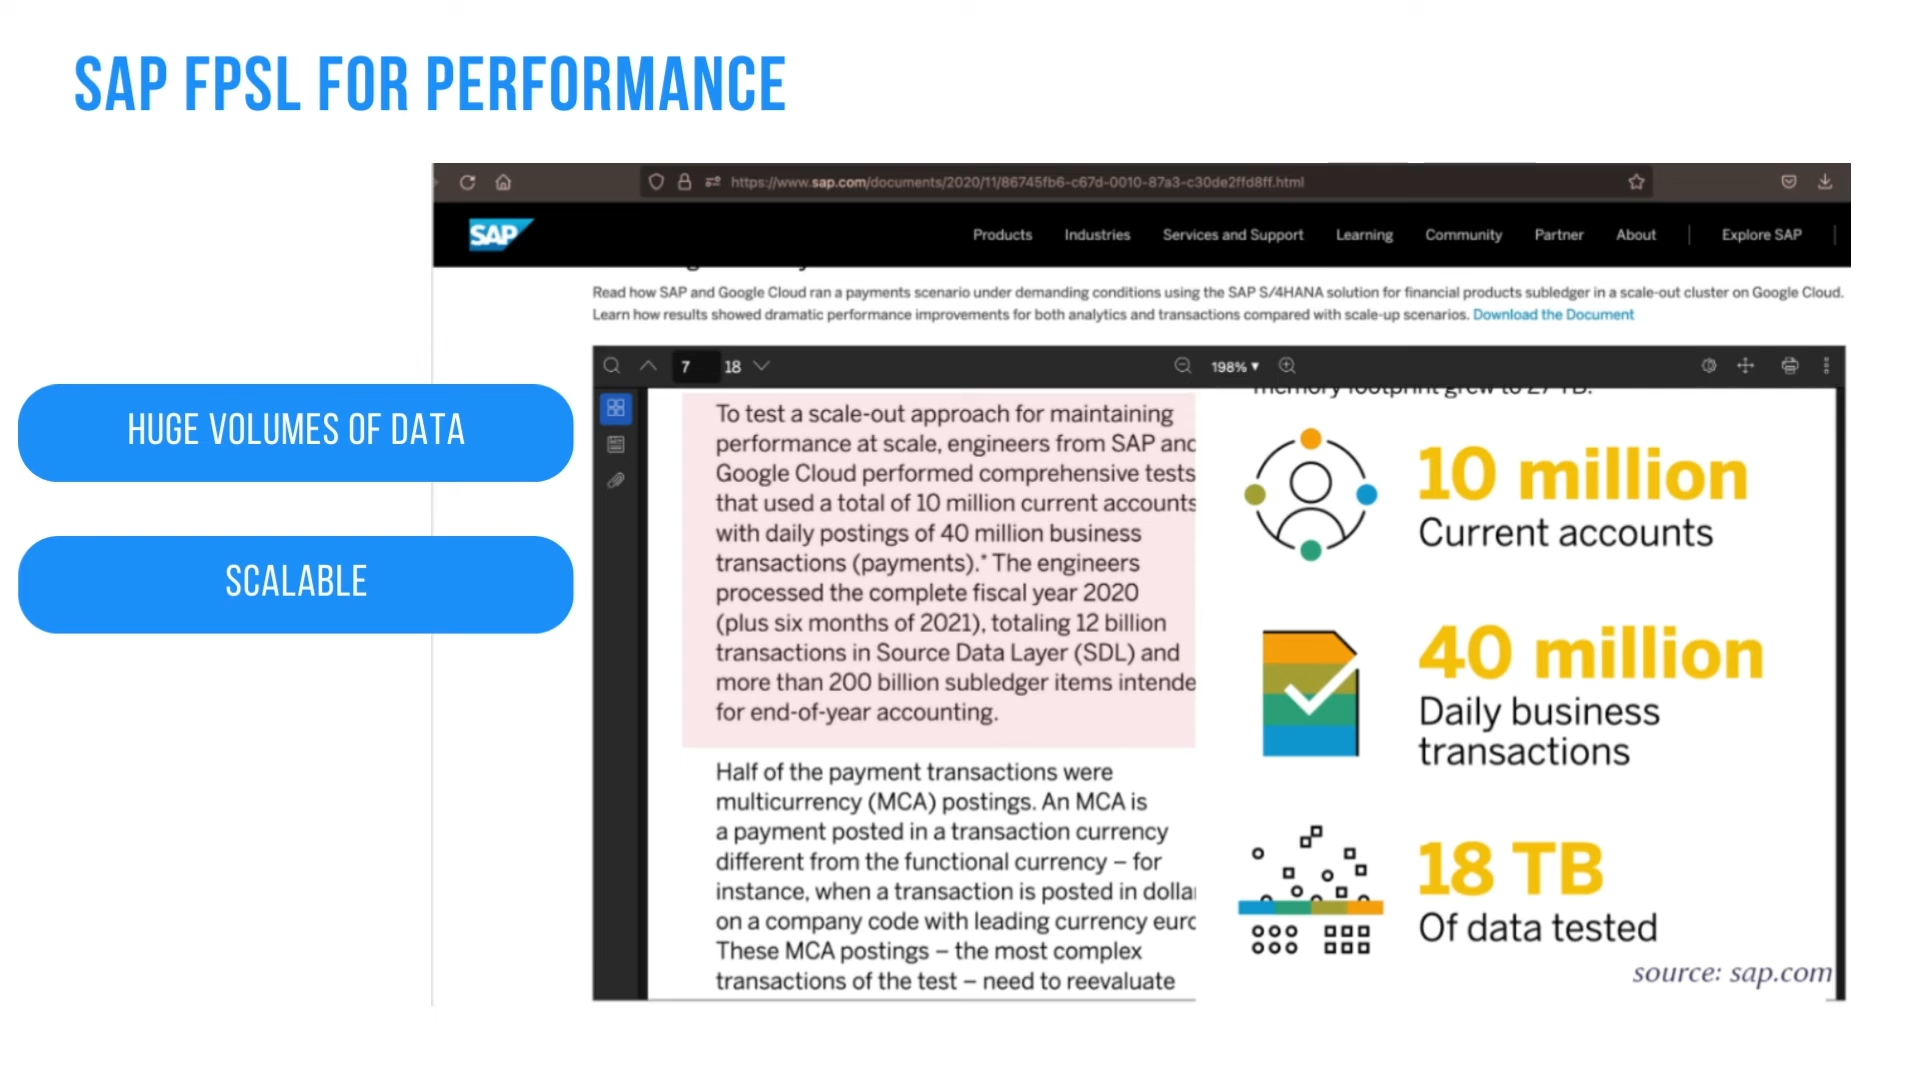 SAP FPSL FOR PERFORMANCE
https://www.sap.com/documents/2020/11/86745fb6-c67d-0010-87a3-c30de2ffd8ff.html
SAP
Products
Industries
Services and Support
Learning
Community
Partner
About
Explore SAP
Read how SAP and Google Cloud ran a payments scenario under demanding conditions using the SAP S/4HANA solution for financial products subledger in a scale-out cluster on Google Cloud.
Learn how results showed dramatic performance improvements for both analytics and transactions compared with scale-up scenarios. Download the Document
7
18
198%
HUGE VOLUMES OF DATA
SCALABLE
To test a scale-out approach for maintaining
performance at scale, engineers from SAP and
Google Cloud performed comprehensive tests
that used a total of 10 million current accounts
with daily postings of 40 million business
transactions (payments).* The engineers
processed the complete fiscal year 2020
(plus six months of 2021), totaling 12 billion
transactions in Source Data Layer (SDL) and
more than 200 billion subledger items intende
for end-of-year accounting.
Half of the payment transactions were
multicurrency (MCA) postings. An MCA is
a payment posted in a transaction currency
different from the functional currency – for
instance, when a transaction is posted in dollar
on a company code with leading currency euro
These MCA postings – the most complex
transactions of the test – need to reevaluate
memory footprint grew to 27 TB.
10 million
Current accounts
40 million
Daily business
transactions
18 TB
Of data tested
source: sap.com